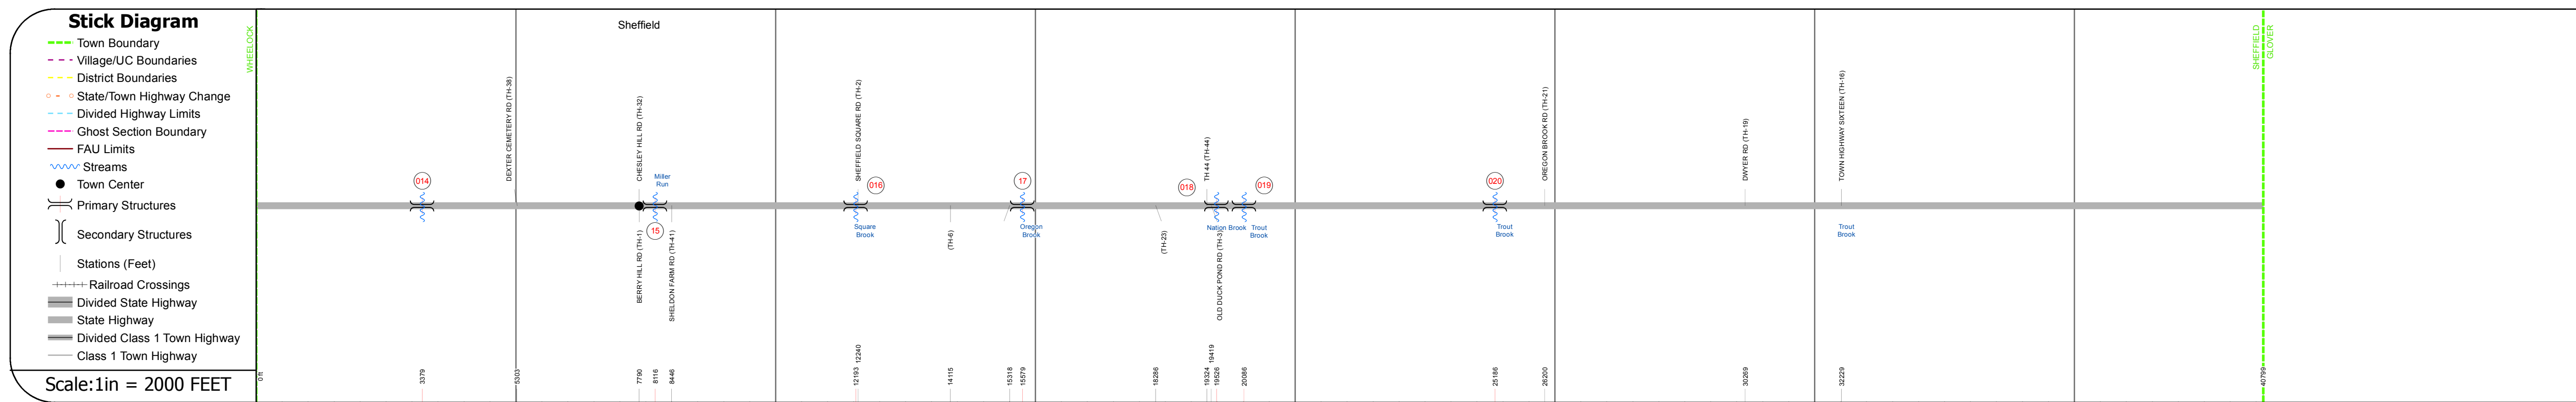 Stick Diagram
Town Boundary
Village/UC Boundaries
District Boundaries
State/Town Highway Change
Divided Highway Limits
Ghost Section Boundary
FAU Limits
Streams
Town Center
Primary Structures
Secondary Structures
Stations (Feet)
Railroad Crossings
Divided State Highway
State Highway
Divided Class 1 Town Highway
Class 1 Town Highway
Scale:1in = 2000 FEET
WHEELOCK
Sheffield
SHEFFIELD
GLOVER
DEXTER CEMETERY RD (TH-38)
CHESLEY HILL RD (TH-32)
SHEFFIELD SQUARE RD (TH-2)
TH 44 (TH-44)
OREGON BROOK RD (TH-21)
DWYER RD (TH-19)
TOWN HIGHWAY SIXTEEN (TH-16)
014
Miller
Run
016
17
018
019
020
15
Square
Brook
Oregon
Brook
Nation Brook
Trout
Brook
Trout
Brook
Trout
Brook
BERRY HILL RD (TH-1)
SHELDON FARM RD (TH-41)
(TH-6)
(TH-23)
OLD DUCK POND RD (TH-3)
0 ft
3379
5303
7790
8116
8446
12193
12240
14115
15318
15579
18286
19324
19419
19526
20086
25186
26200
30269
32229
40799